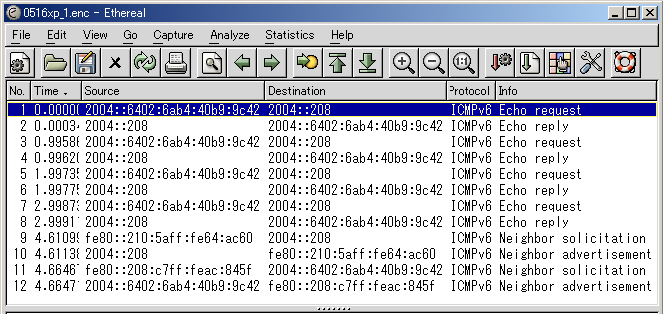 0516xp_1.enc - Ethereal
File Edit View Go Capture Analyze Statistics Help
1:1
No. Time Source Destination Protocol Info
1 0.00000 2004::6402:6ab4:40b9:9c42 2004::208 ICMPv6 Echo request
2 0.00034 2004::208 2004::6402:6ab4:40b9:9c42 ICMPv6 Echo reply
3 0.99586 2004::6402:6ab4:40b9:9c42 2004::208 ICMPv6 Echo request
4 0.99620 2004::208 2004::6402:6ab4:40b9:9c42 ICMPv6 Echo reply
5 1.99735 2004::6402:6ab4:40b9:9c42 2004::208 ICMPv6 Echo request
6 1.99775 2004::208 2004::6402:6ab4:40b9:9c42 ICMPv6 Echo reply
7 2.99873 2004::6402:6ab4:40b9:9c42 2004::208 ICMPv6 Echo request
8 2.99911 2004::208 2004::6402:6ab4:40b9:9c42 ICMPv6 Echo reply
9 4.61099 fe80::210:5aff:fe64:ac60 2004::208 ICMPv6 Neighbor solicitation
10 4.61138 2004::208 fe80::210:5aff:fe64:ac60 ICMPv6 Neighbor advertisement
11 4.66467 fe80::208:c7ff:feac:845f 2004::6402:6ab4:40b9:9c42 ICMPv6 Neighbor solicitation
12 4.66471 2004::6402:6ab4:40b9:9c42 fe80::208:c7ff:feac:845f ICMPv6 Neighbor advertisement